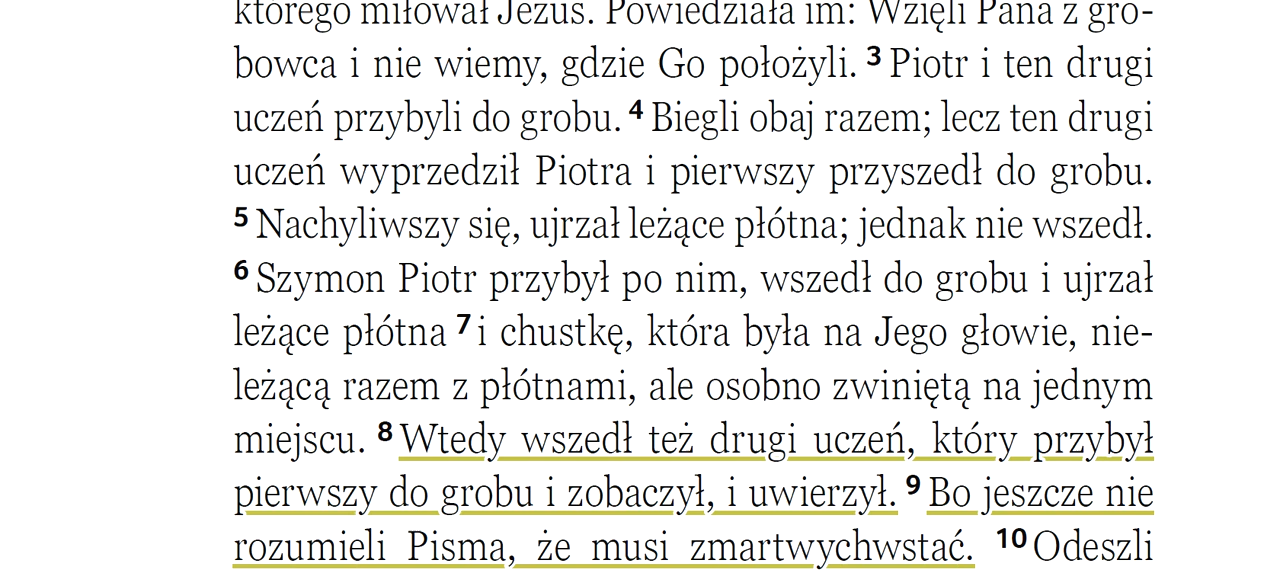 którego miłował Jezus. Powiedziała im: Wzięli Pana z gro-
bowca i nie wiemy, gdzie Go położyli. 3 Piotr i ten drugi
uczeń przybyli do grobu. 4 Biegli obaj razem; lecz ten drugi
uczeń wyprzedził Piotra i pierwszy przyszedł do grobu.
5 Nachyliwszy się, ujrzał leżące płótna; jednak nie wszedł.
6 Szymon Piotr przybył po nim, wszedł do grobu i ujrzał
leżące płótna 7 i chustkę, która była na Jego głowie, nie-
leżącą razem z płótnami, ale osobno zwiniętą na jednym
miejscu. 8 Wtedy wszedł też drugi uczeń, który przybył
pierwszy do grobu i zobaczył, i uwierzył. 9 Bo jeszcze nie
rozumieli Pisma, że musi zmartwychwstać. 10 Odeszli